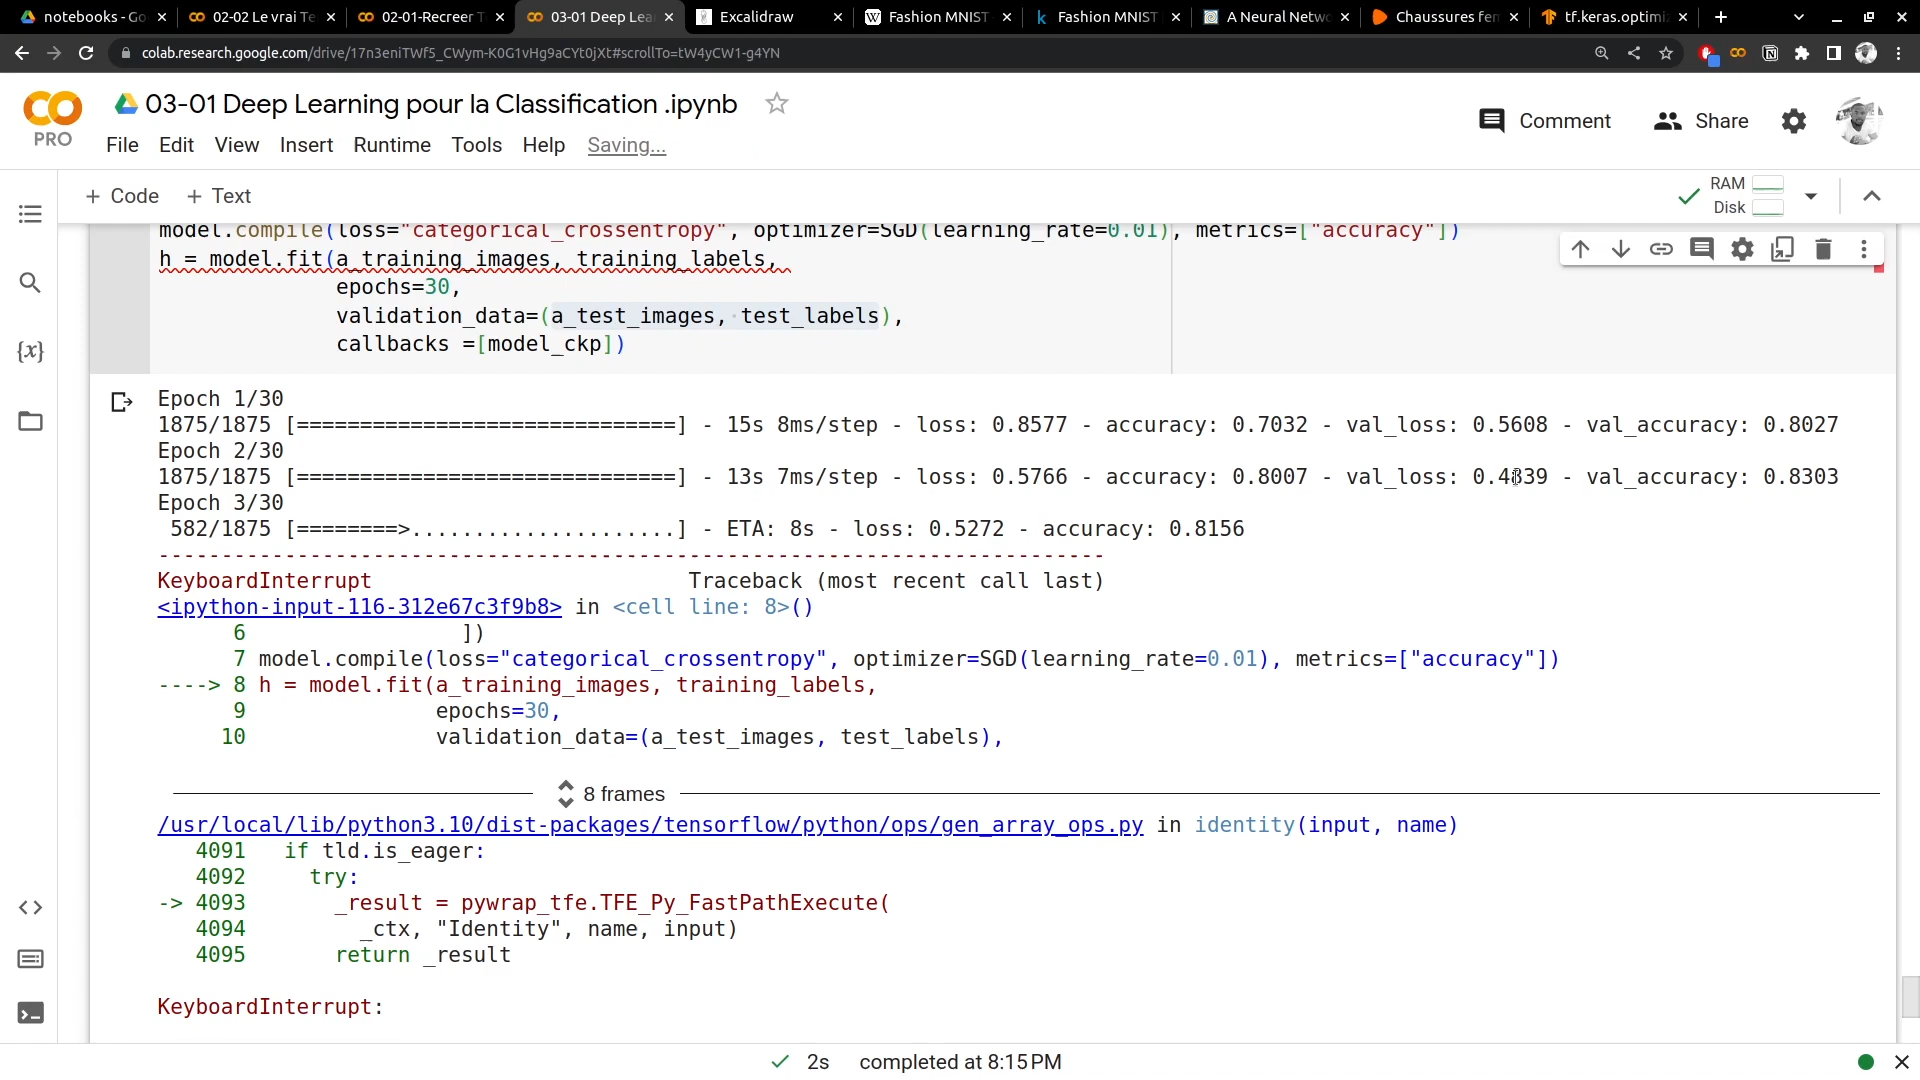 notebooks - Go
02-02 Le vrai Te
02-01-Recreer T
03-01 Deep Lea
Excalidraw
Fashion MNIST
Fashion MNIST
A Neural Netwo
Chaussures fem
tf.keras.optimiz
colab.research.google.com/drive/17n3eniTWf5_CWym-K0G1vHg9aCYt0jXt#scrollTo=tW4yCW1-g4YN
PRO
03-01 Deep Learning pour la Classification .ipynb
File Edit View Insert Runtime Tools Help Saving...
Comment
Share
+ Code + Text
RAM
Disk
model.compile(loss="categorical_crossentropy", optimizer=SGD(learning_rate=0.01), metrics=["accuracy"])
h = model.fit(a_training_images, training_labels,
epochs=30,
validation_data=(a_test_images, test_labels),
callbacks =[model_ckp])
Epoch 1/30
1875/1875 [==============================] - 15s 8ms/step - loss: 0.8577 - accuracy: 0.7032 - val_loss: 0.5608 - val_accuracy: 0.8027
Epoch 2/30
1875/1875 [==============================] - 13s 7ms/step - loss: 0.5766 - accuracy: 0.8007 - val_loss: 0.4839 - val_accuracy: 0.8303
Epoch 3/30
582/1875 [========>.....................] - ETA: 8s - loss: 0.5272 - accuracy: 0.8156
---------------------------------------------------------------------------
KeyboardInterrupt Traceback (most recent call last)
<ipython-input-116-312e67c3f9b8> in <cell line: 8>()
6 ])
7 model.compile(loss="categorical_crossentropy", optimizer=SGD(learning_rate=0.01), metrics=["accuracy"])
----> 8 h = model.fit(a_training_images, training_labels,
9 epochs=30,
10 validation_data=(a_test_images, test_labels),
8 frames
/usr/local/lib/python3.10/dist-packages/tensorflow/python/ops/gen_array_ops.py in identity(input, name)
4091 if tld.is_eager:
4092 try:
-> 4093 _result = pywrap_tfe.TFE_Py_FastPathExecute(
4094 _ctx, "Identity", name, input)
4095 return _result
KeyboardInterrupt:
2s completed at 8:15 PM